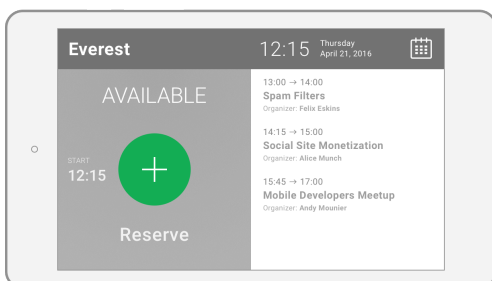 Everest
12:15
Thursday
April 21, 2016
AVAILABLE
START
12:15
Reserve
13:00 → 14:00
Spam Filters
Organizer: Felix Eskins
14:15 → 15:00
Social Site Monetization
Organizer: Alice Munch
15:45 → 17:00
Mobile Developers Meetup
Organizer: Andy Mounier